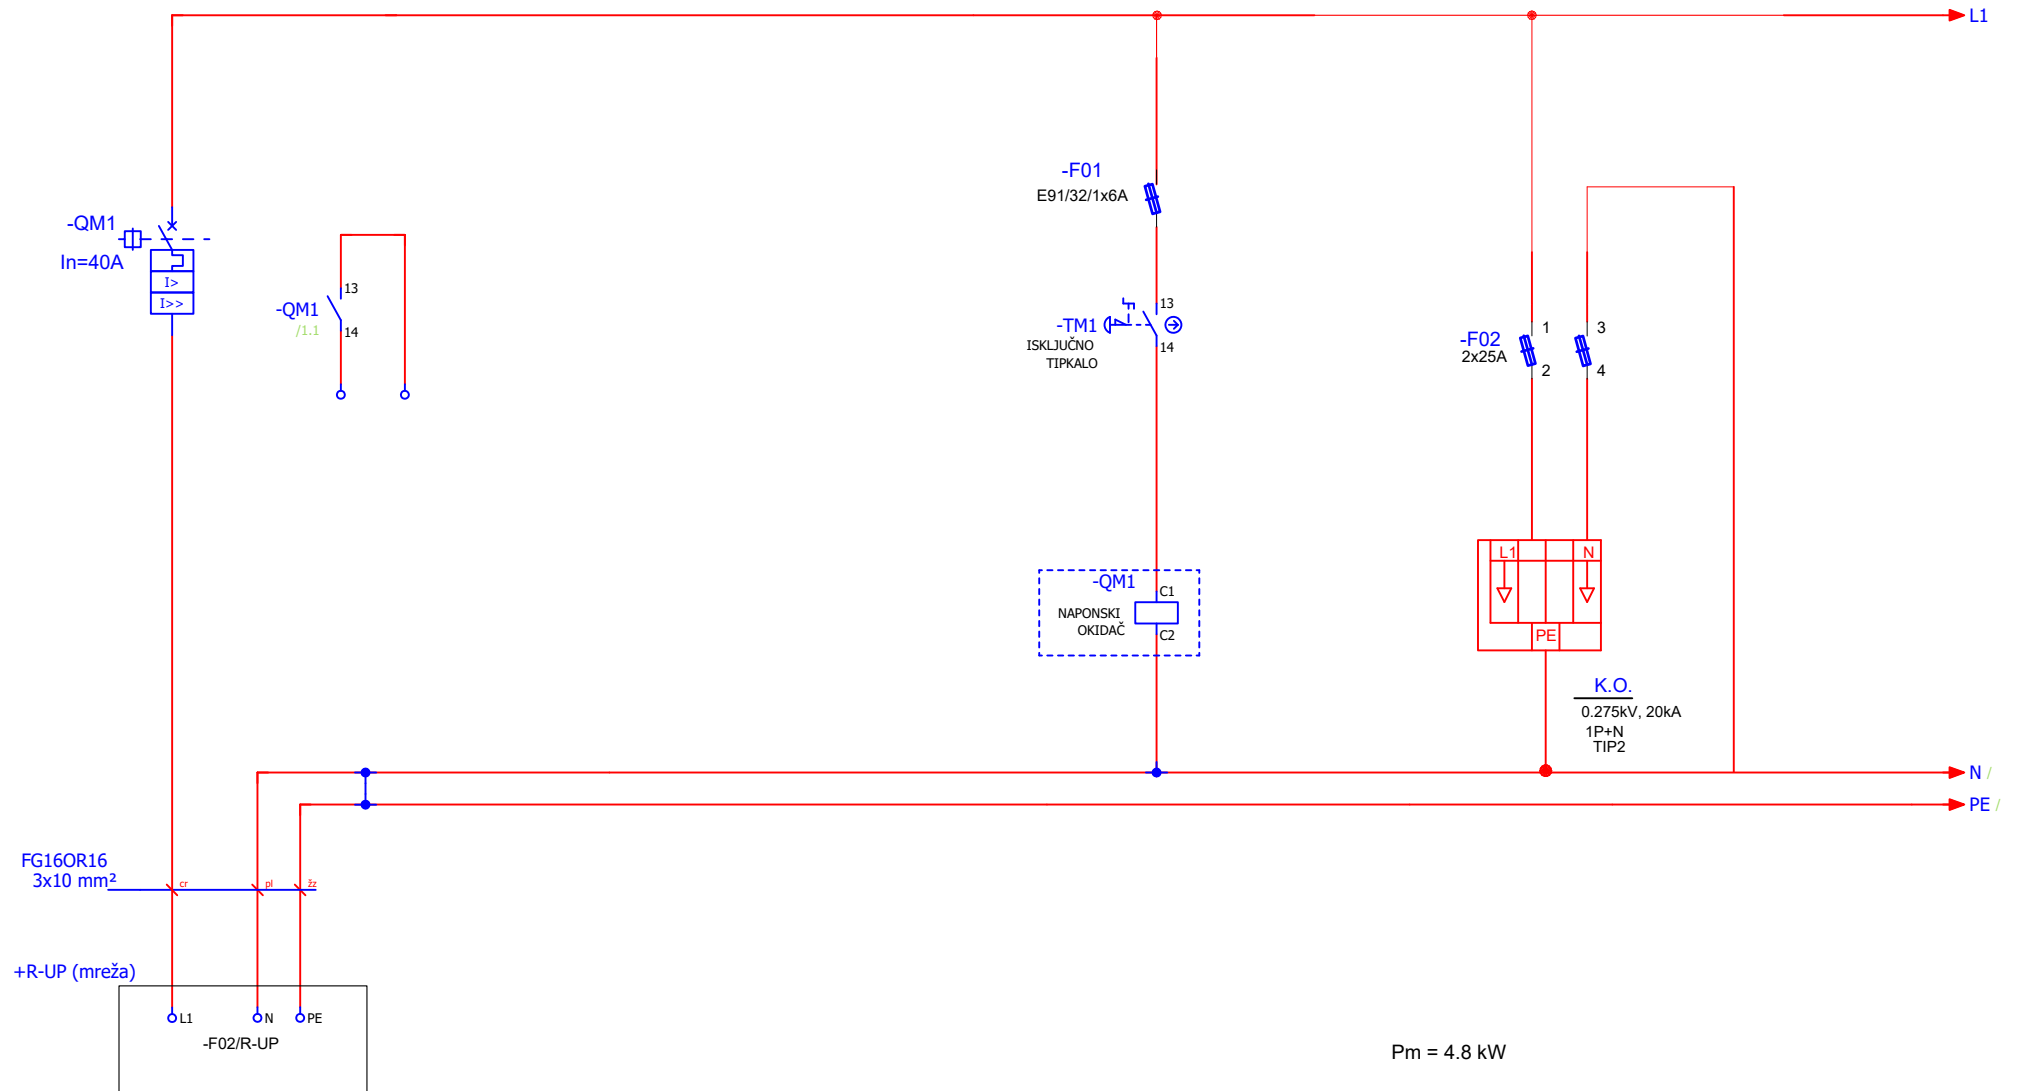 L1
-F01
E91/32/1x6A
-QM1
In=40A
I>
I>>
13
-QM1
/1.1
14
13
-TM1
ISKLJUČNO
TIPKALO
14
1
3
-F02
2x25A
2
4
L1
N
PE
-QM1
C1
NAPONSKI
OKIDAČ
C2
K.O.
0.275kV, 20kA
1P+N
TIP2
N /
PE /
FG16OR16
3x10 mm²
cr
pl
žz
+R-UP (mreža)
L1
N
PE
-F02/R-UP
Pm = 4.8 kW